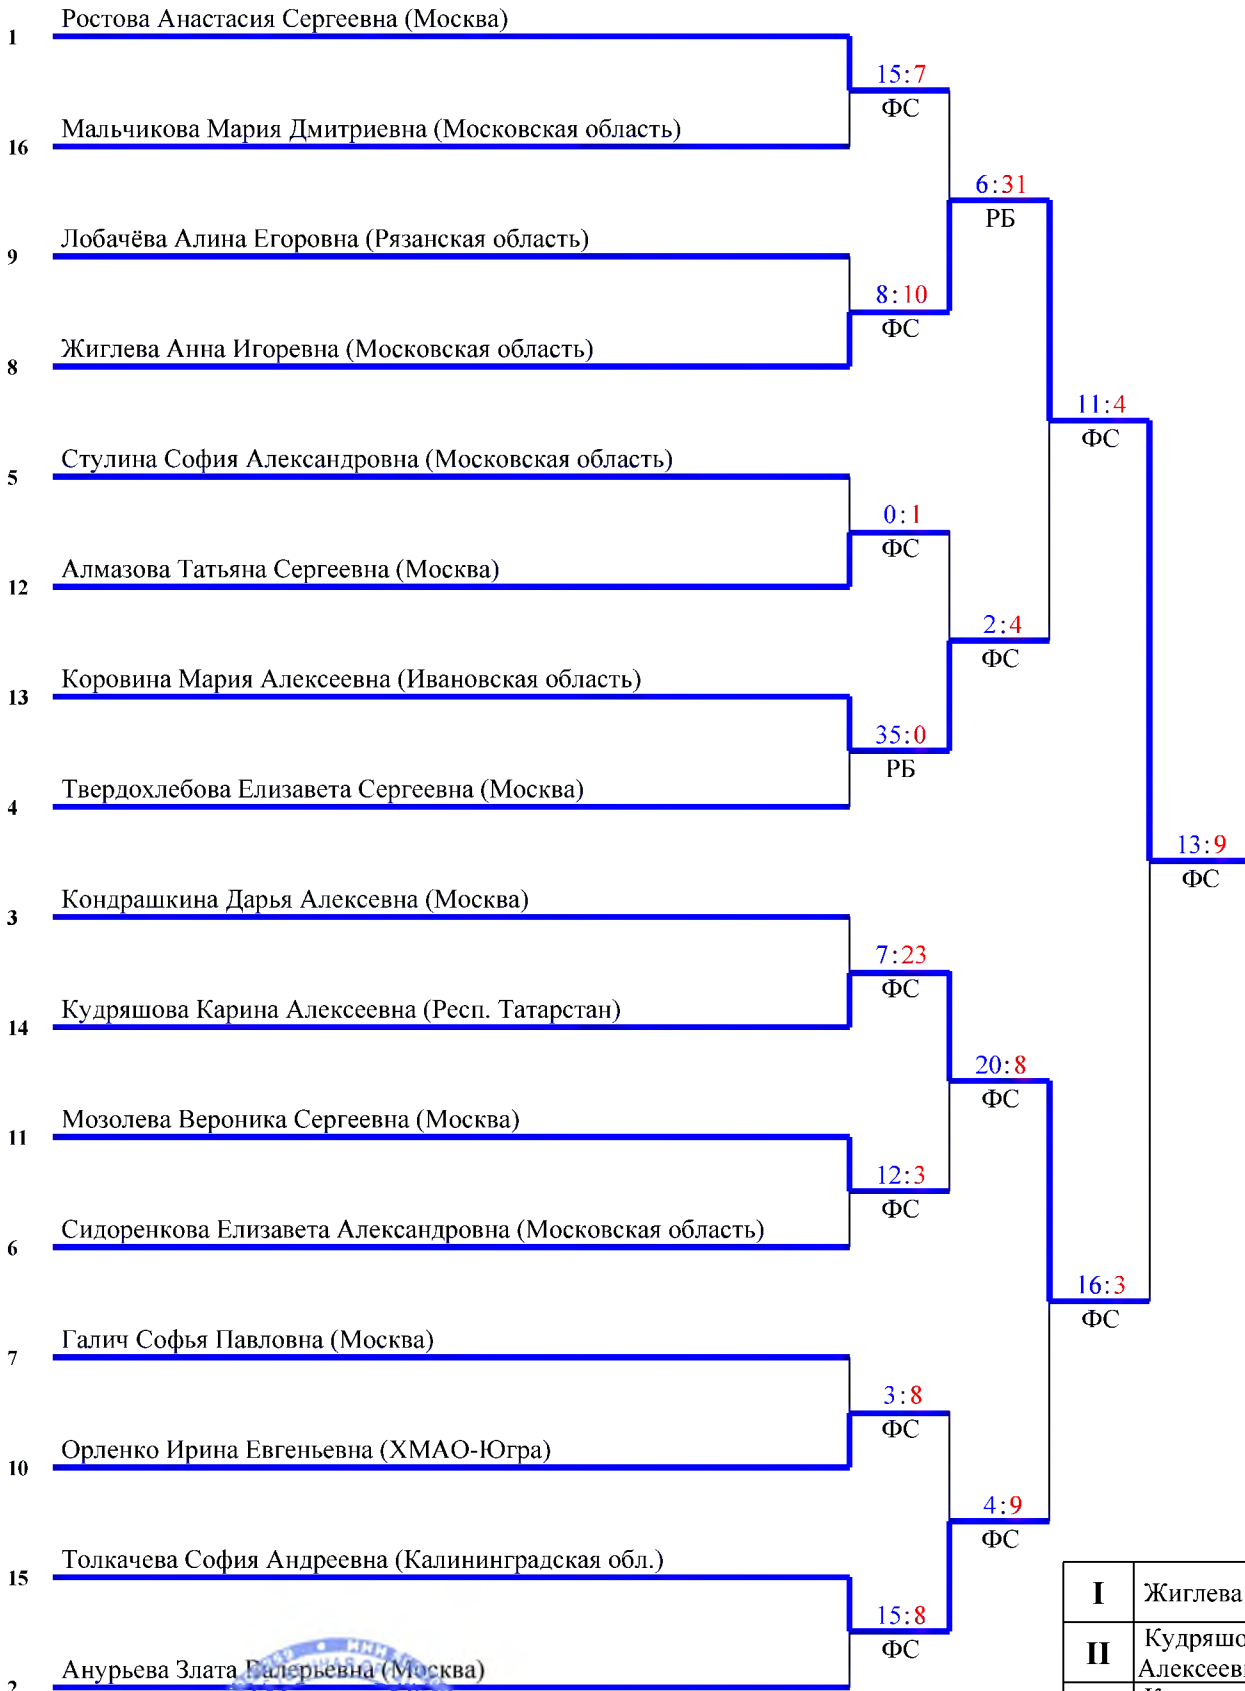 Ростова Анастасия Сергеевна (Москва)
1
15:7
ФС
Мальчикова Мария Дмитриевна (Московская область)
16
6:31
РБ
Лобачёва Алина Егоровна (Рязанская область)
9
8:10
ФС
Жиглева Анна Игоревна (Московская область)
8
11:4
ФС
Стулина София Александровна (Московская область)
5
0:1
ФС
Алмазова Татьяна Сергеевна (Москва)
12
2:4
ФС
Коровина Мария Алексеевна (Ивановская область)
13
35:0
РБ
Твердохлебова Елизавета Сергеевна (Москва)
4
13:9
ФС
Кондрашкина Дарья Алексевна (Москва)
3
7:23
ФС
Кудряшова Карина Алексеевна (Респ. Татарстан)
14
20:8
ФС
Мозолева Вероника Сергеевна (Москва)
11
12:3
ФС
Сидоренкова Елизавета Александровна (Московская область)
6
16:3
ФС
Галич Софья Павловна (Москва)
7
3:8
ФС
Орленко Ирина Евгеньевна (ХМАО-Югра)
10
4:9
ФС
Толкачева София Андреевна (Калининградская обл.)
15
15:8
ФС
I Жиглева
II Кудряшо
Алексеев
Анурьева Злата Валерьевна (Москва)
2